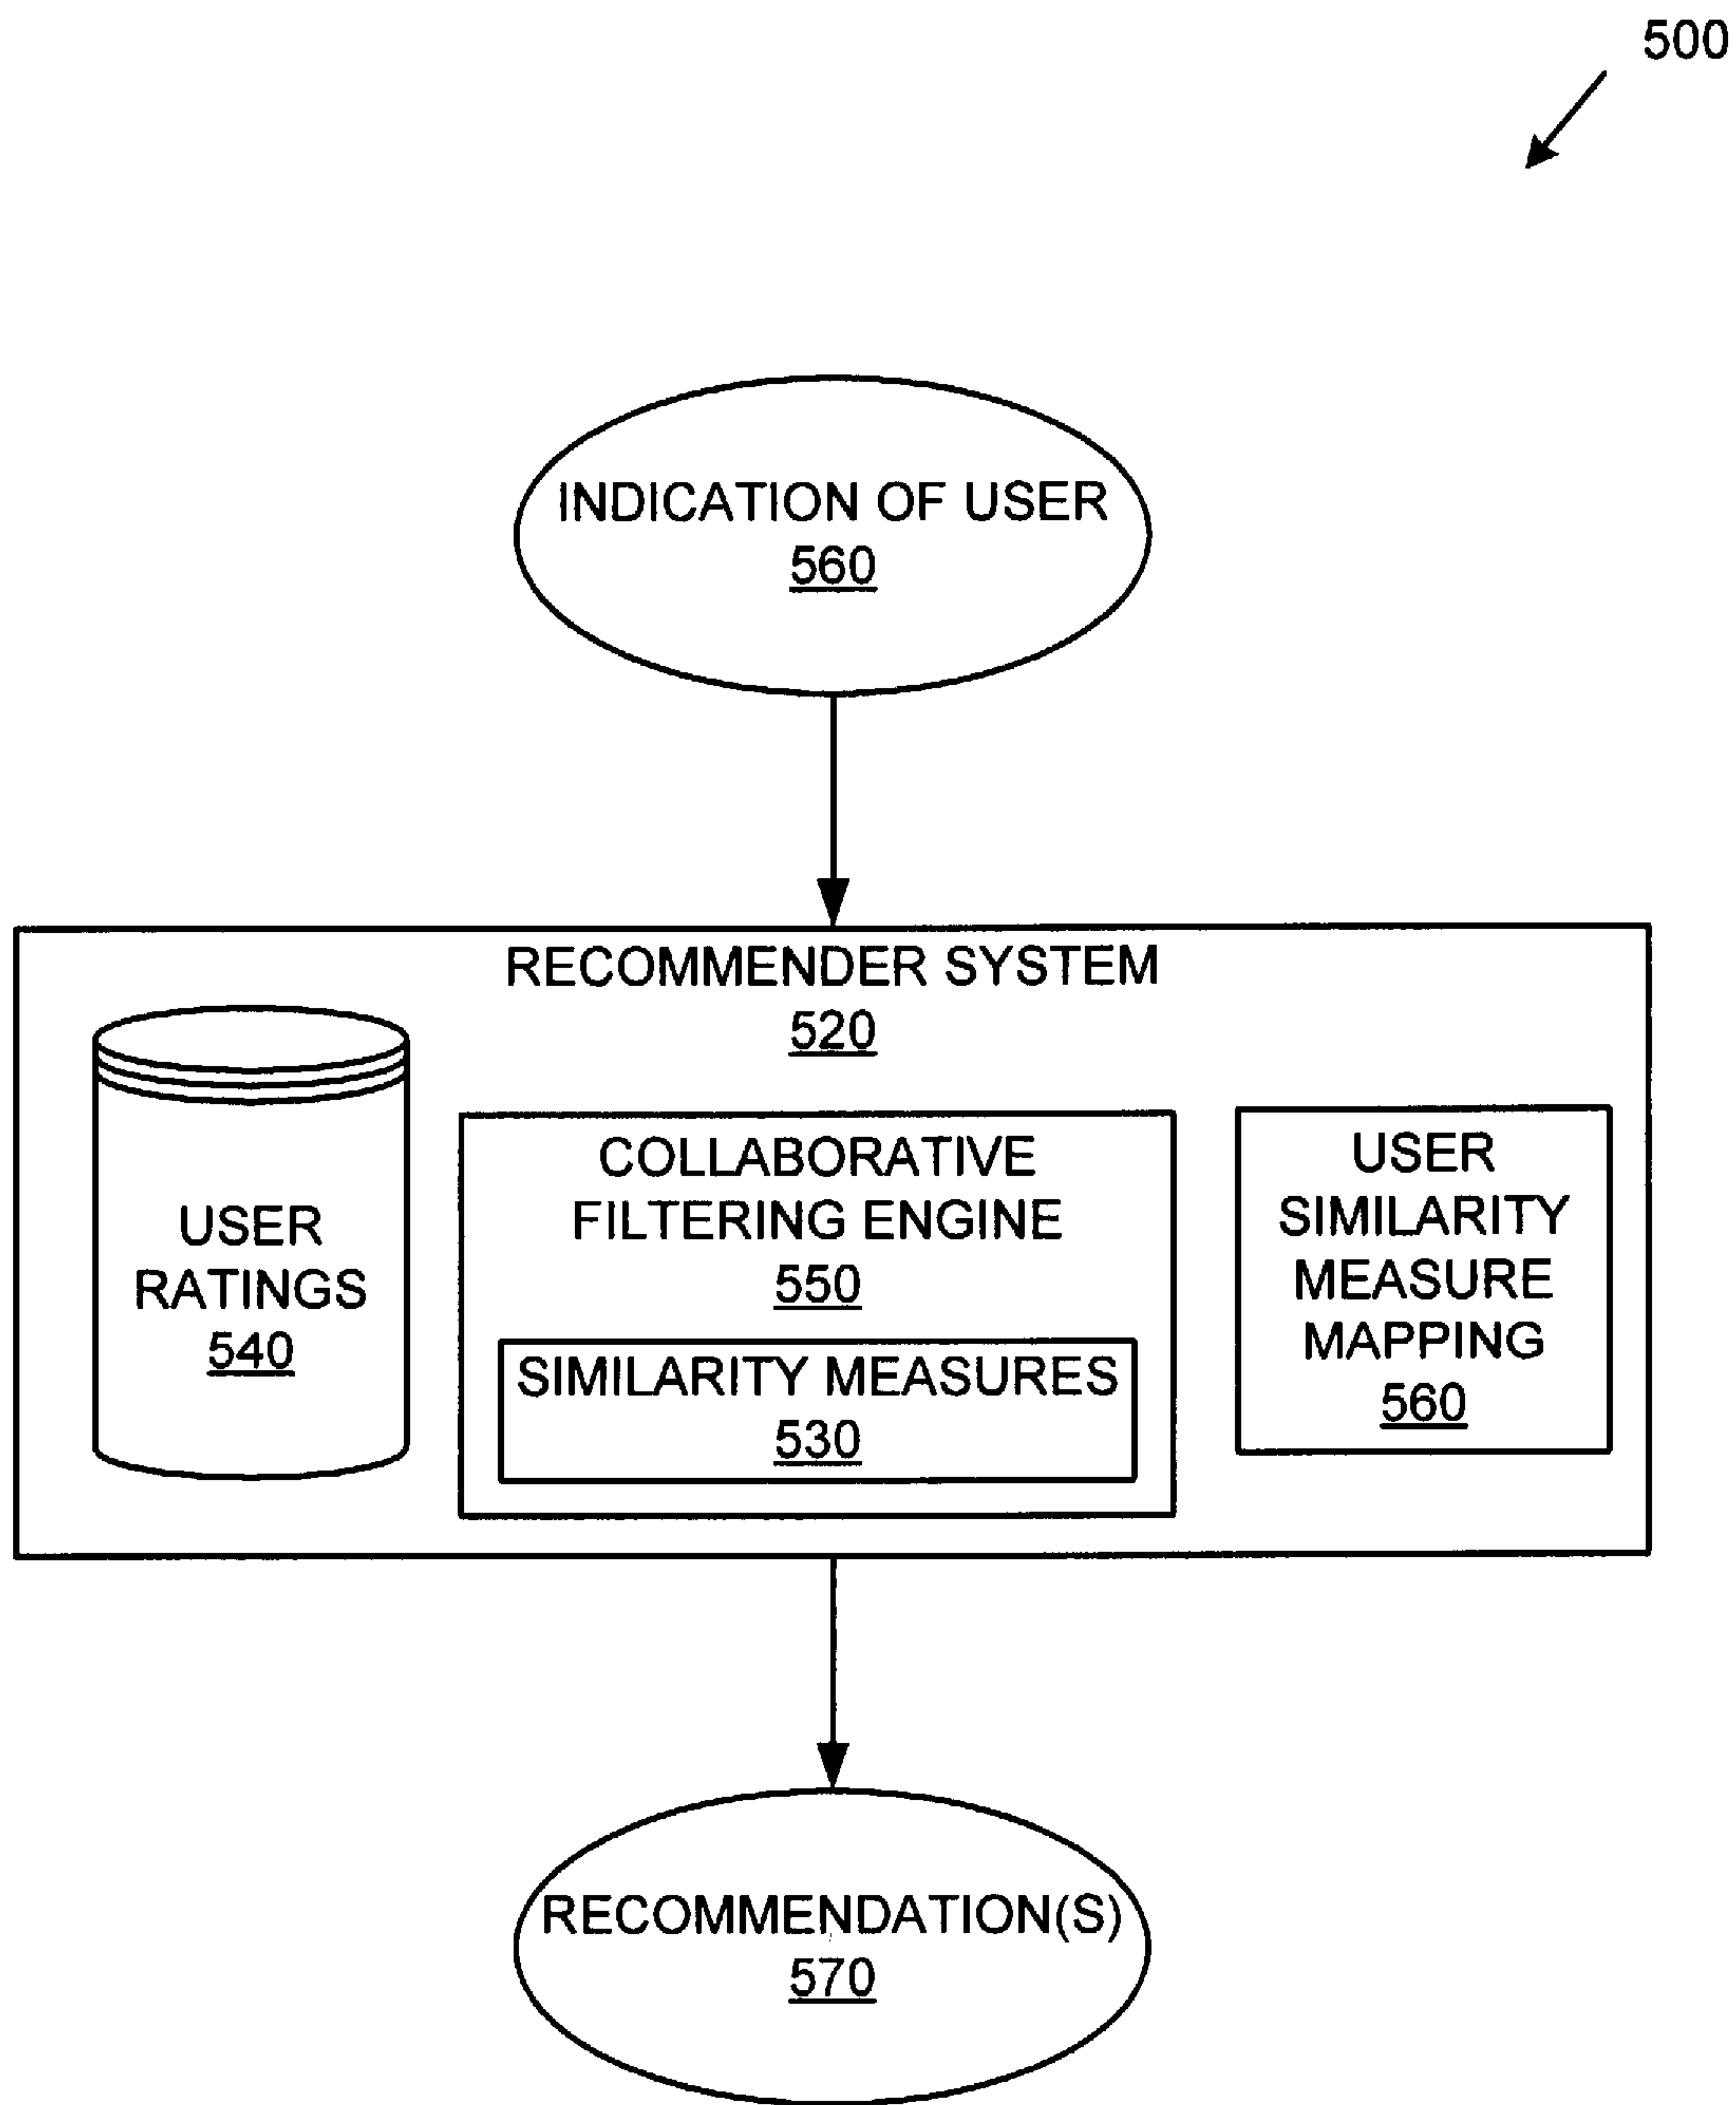 500
INDICATION OF USER
560
RECOMMENDER SYSTEM
520
USER
RATINGS
540
COLLABORATIVE
FILTERING ENGINE
550
SIMILARITY MEASURES
530
USER
SIMILARITY
MEASURE
MAPPING
560
RECOMMENDATION(S)
570